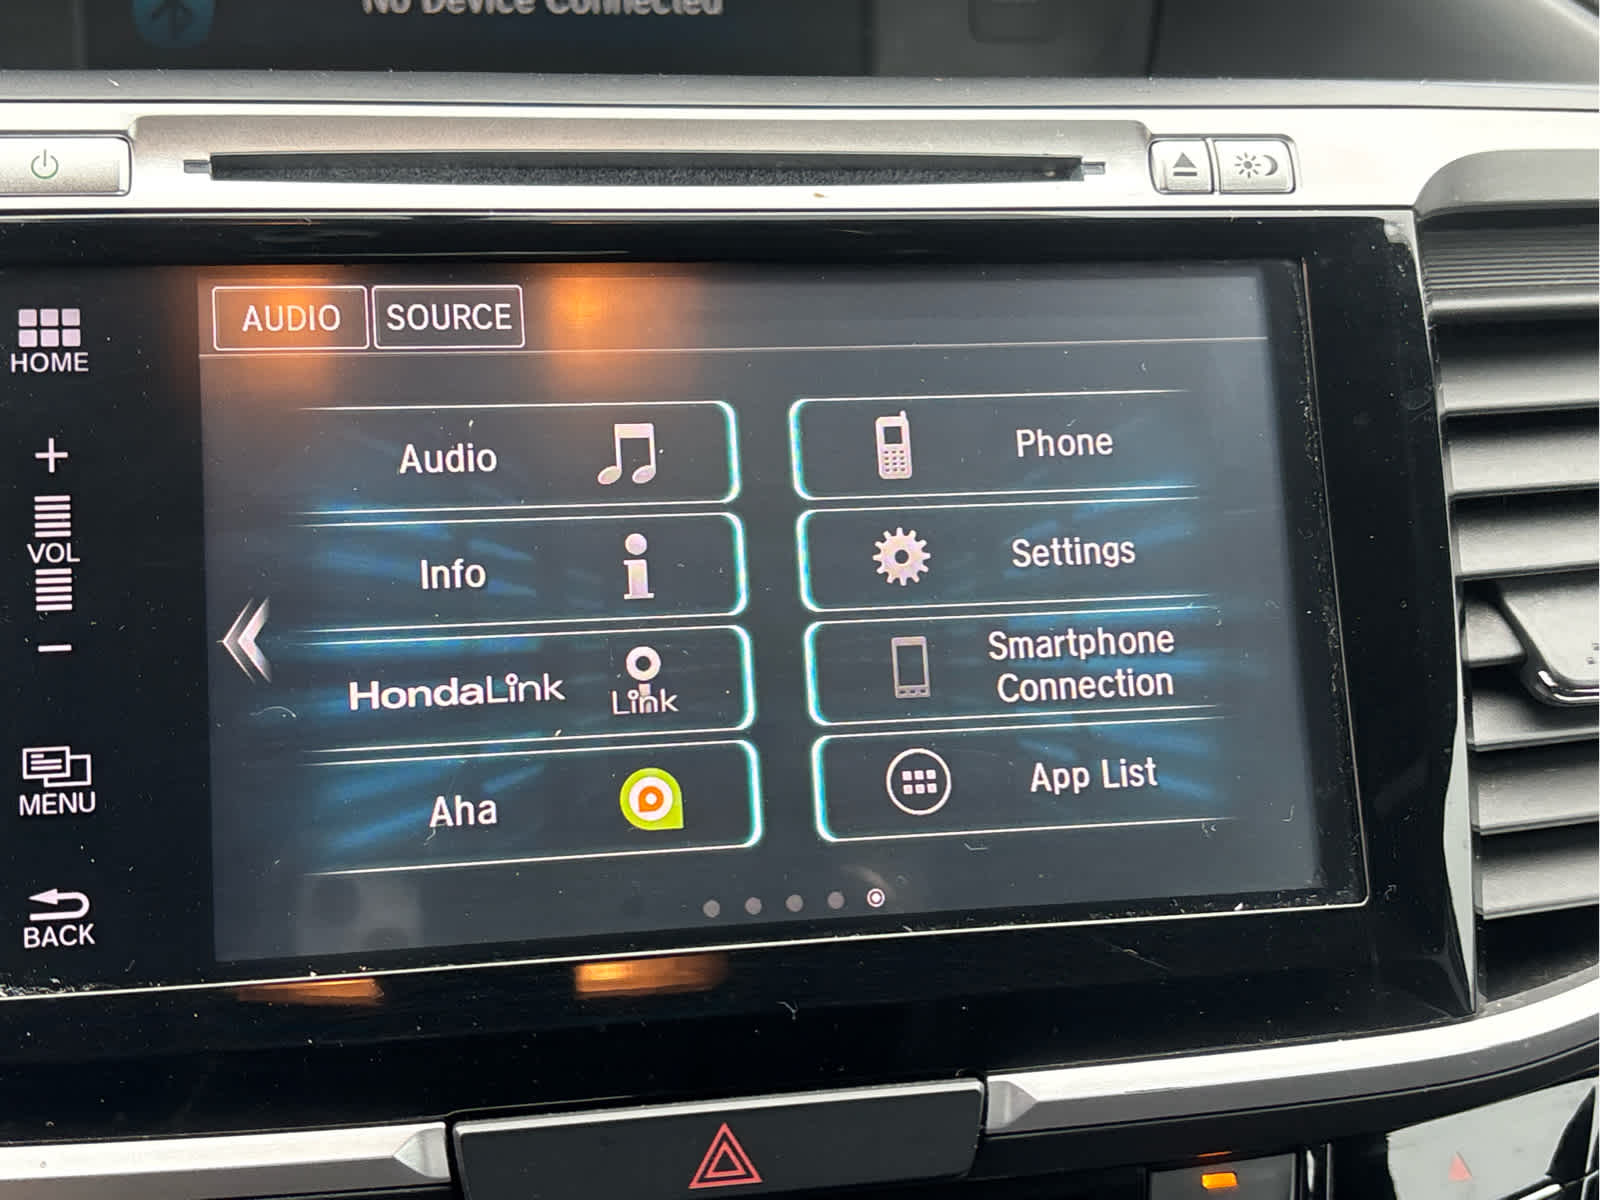 No Device Connected
AUDIO SOURCE
HOME
Audio
Phone
VOL
Info
Settings
HondaLink
Link
Smartphone
Connection
MENU
Aha
App List
BACK